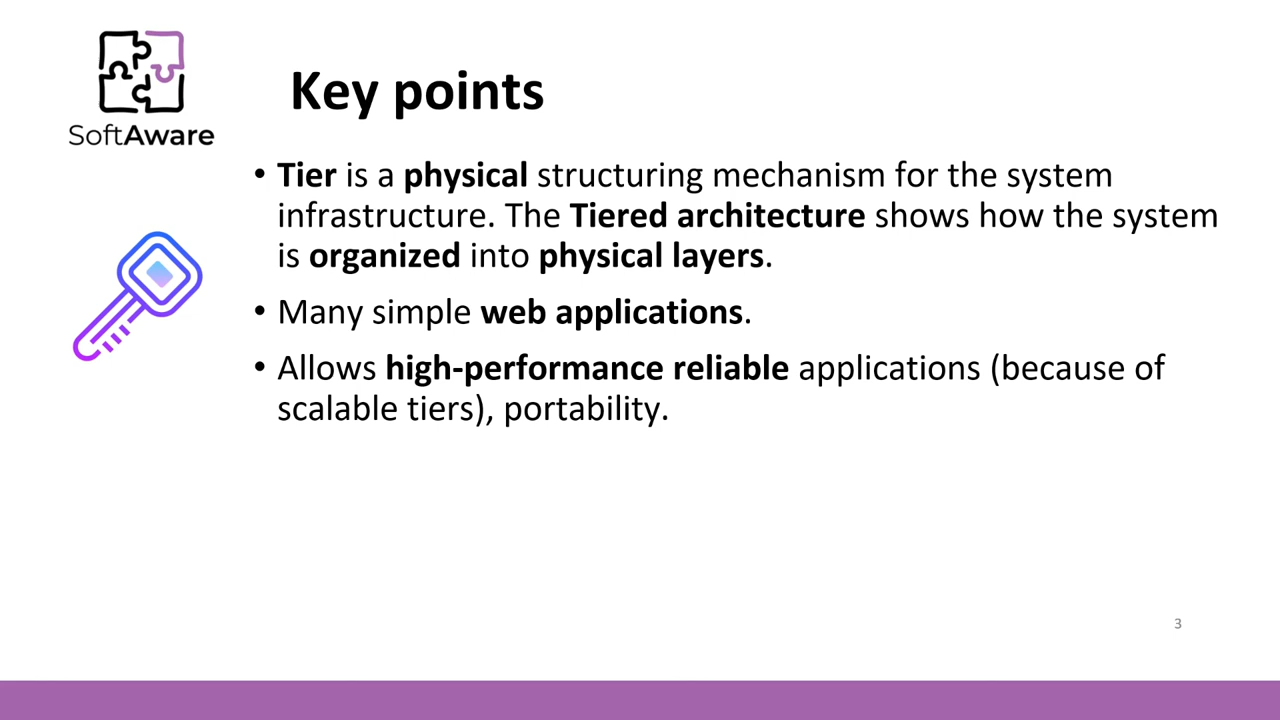 SoftAware
Key points
• Tier is a physical structuring mechanism for the system
infrastructure. The Tiered architecture shows how the system
is organized into physical layers.
• Many simple web applications.
• Allows high-performance reliable applications (because of
scalable tiers), portability.
3